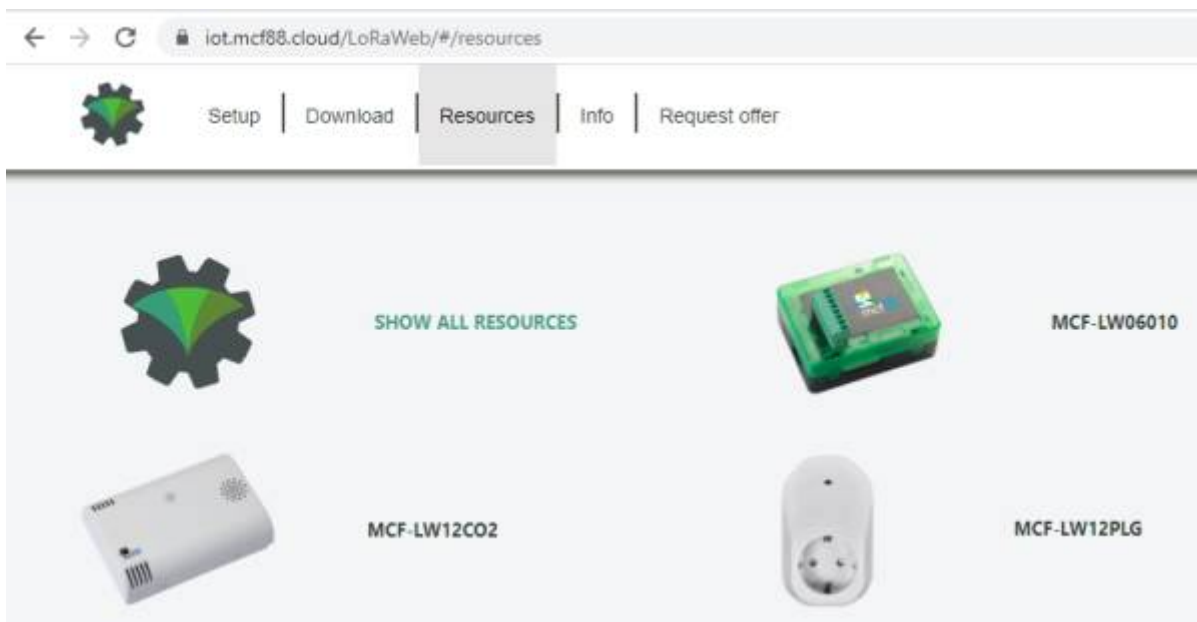 iot.mcf88.cloud/LoRaWeb/#/resources
Setup Download Resources Info Request offer
SHOW ALL RESOURCES
MCF-LW06010
MCF-LW12CO2
MCF-LW12PLG